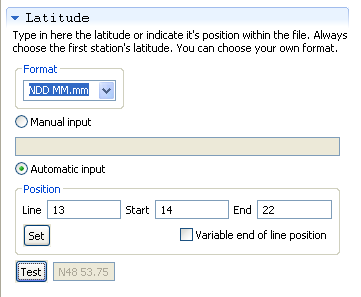 Latitude
Type in here the latitude or indicate it's position within the file. Always
choose the first station's latitude. You can choose your own format.
Format
NDD MM.mm
Manual input
Automatic input
Position
Line 13 Start 14 End 22
Set Variable end of line position
Test N48 53.75